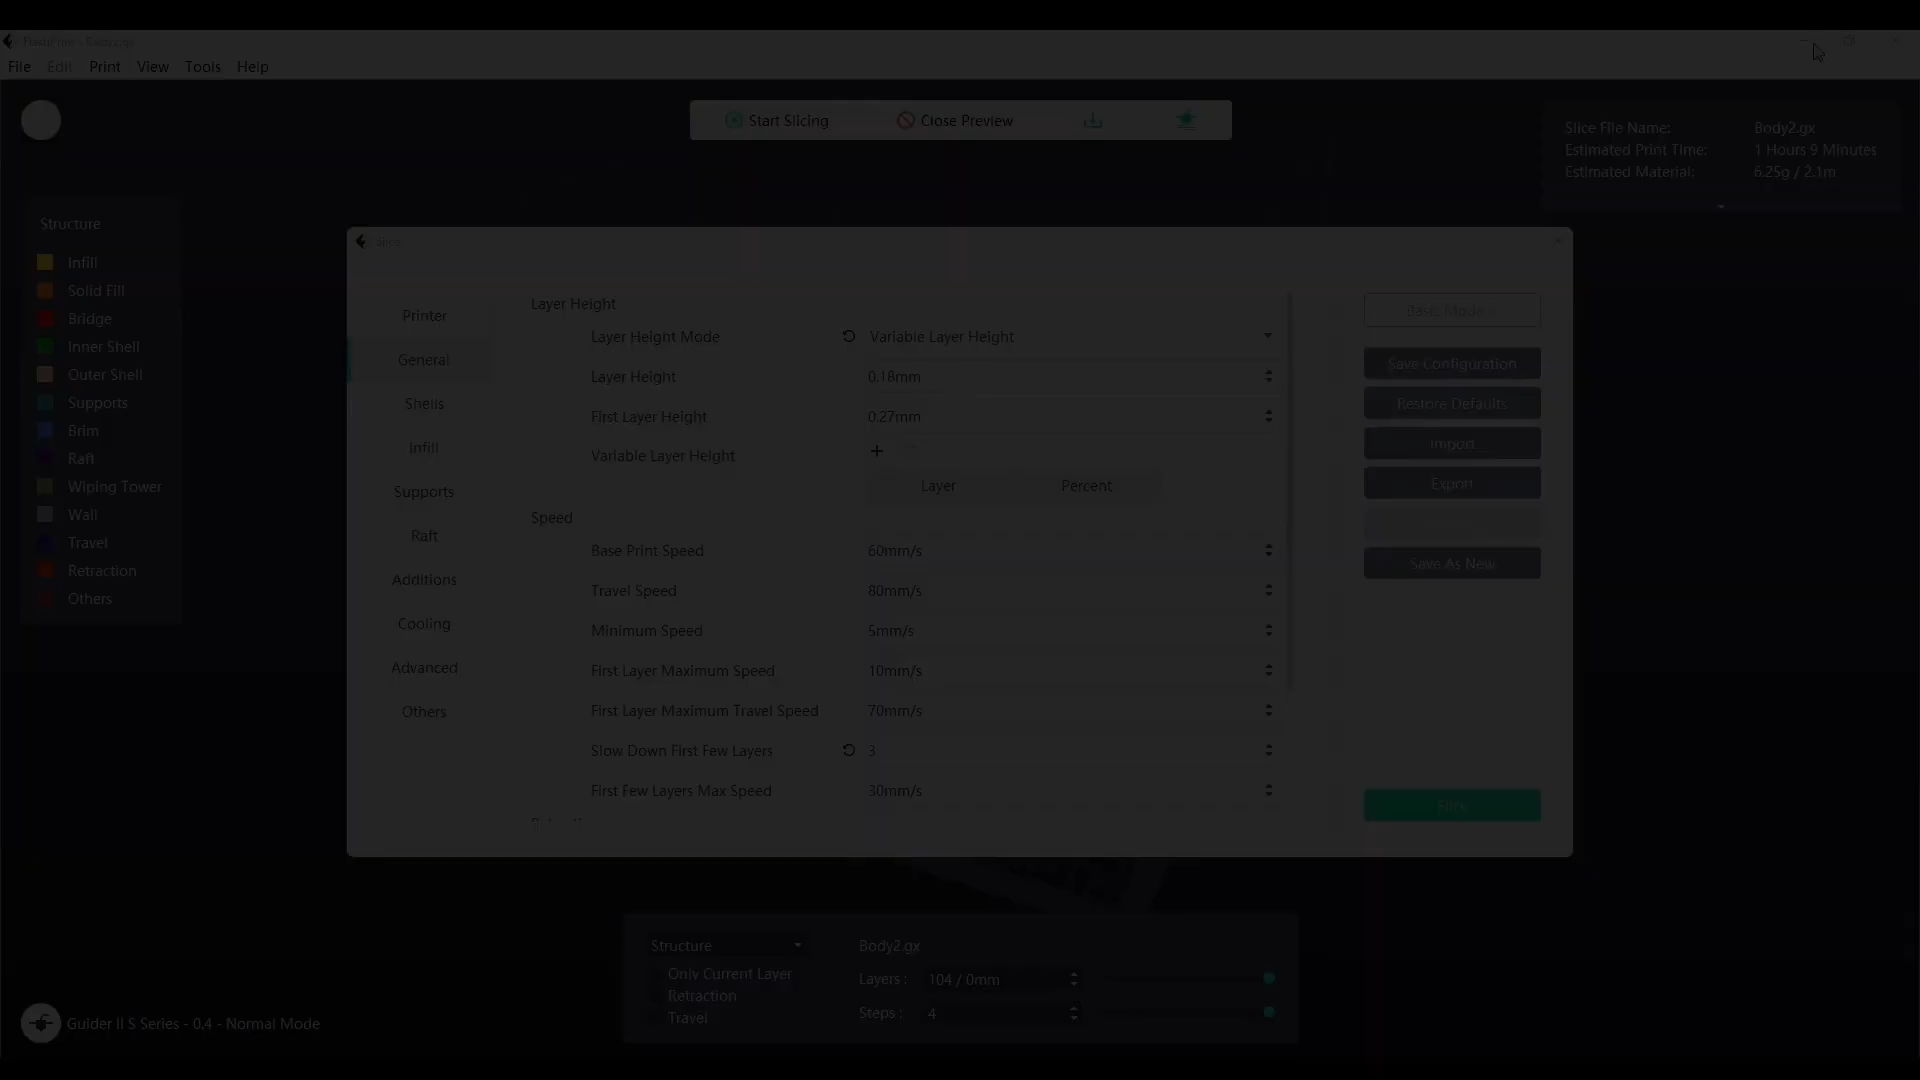 FlashPrint - Body2.gx
File Edit Print View Tools Help
Start Slicing
Close Preview
Slice File Name: Body2.gx
Estimated Print Time: 1 Hours 9 Minutes
Estimated Material: 6.25g / 2.1m
Structure
Infill
Solid Fill
Bridge
Inner Shell
Outer Shell
Supports
Brim
Raft
Wiping Tower
Wall
Travel
Retraction
Others
Slice
Printer
General
Shells
Infill
Supports
Raft
Additions
Cooling
Advanced
Others
Layer Height
Layer Height Mode Variable Layer Height
Layer Height 0.18mm
First Layer Height 0.27mm
Variable Layer Height +
Layer Percent
Speed
Base Print Speed 60mm/s
Travel Speed 80mm/s
Minimum Speed 5mm/s
First Layer Maximum Speed 10mm/s
First Layer Maximum Travel Speed 70mm/s
Slow Down First Few Layers 3
First Few Layers Max Speed 30mm/s
Basic Mode
Save Configuration
Restore Defaults
Import
Export
Save As New
Slice
Structure
Only Current Layer
Retraction
Travel
Body2.gx
Layers : 104 / 0mm
Steps : 4
Guider II S Series - 0.4 - Normal Mode